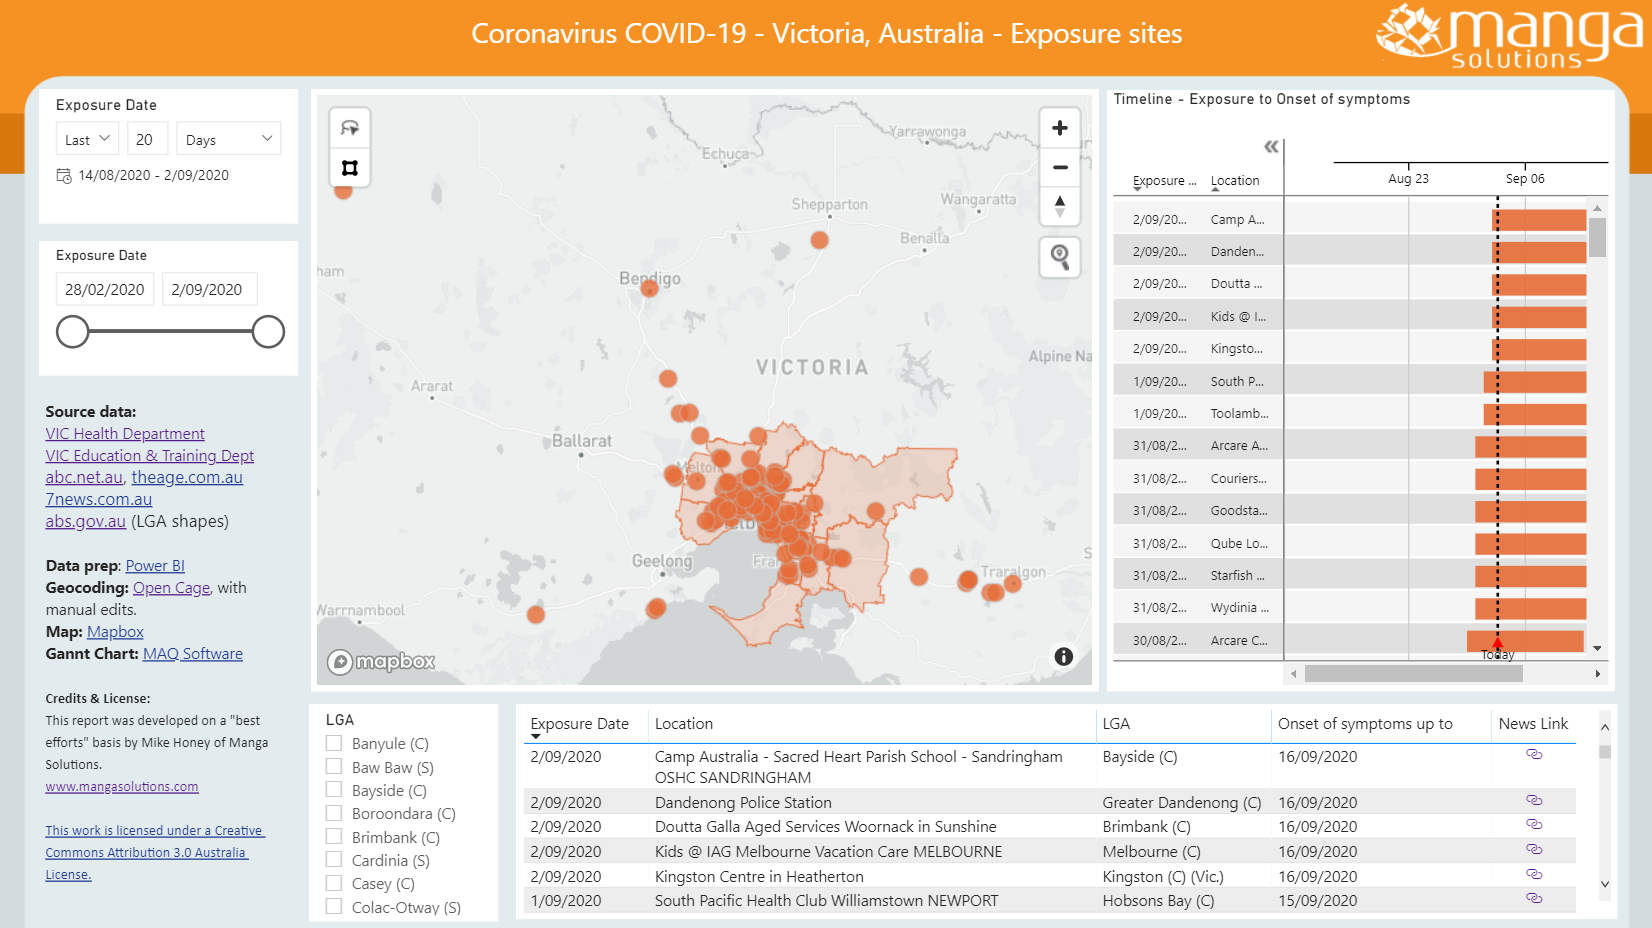 Coronavirus COVID-19 - Victoria, Australia - Exposure sites
manga
solutions
Exposure Date
Last 20 Days
14/08/2020 - 2/09/2020
Exposure Date
28/02/2020 2/09/2020
Source data:
VIC Health Department
VIC Education & Training Dept
abc.net.au, theage.com.au
7news.com.au
abs.gov.au (LGA shapes)
Data prep: Power BI
Geocoding: Open Cage, with
manual edits.
Map: Mapbox
Gannt Chart: MAQ Software
Credits & License:
This report was developed on a "best
efforts" basis by Mike Honey of Manga
Solutions.
www.mangasolutions.com
This work is licensed under a Creative
Commons Attribution 3.0 Australia
License.
Yarrawonga
Echuca
Wangaratta
Shepparton
Benalla
ham
Bendigo
VICTORIA
Alpine Na
Ararat
Ballarat
Melton
Geelong
Traralgon
S
Warrnambool
mapbox
Timeline - Exposure to Onset of symptoms
Exposure ... Location Aug 23 Sep 06
2/09/20... Camp A...
2/09/20... Danden...
2/09/20... Doutta ...
2/09/20... Kids @ I...
2/09/20... Kingsto...
1/09/20... South P...
1/09/20... Toolamb...
31/08/2... Arcare A...
31/08/2... Couriers...
31/08/2... Goodsta...
31/08/2... Qube Lo...
31/08/2... Starfish ...
31/08/2... Wydinia ...
30/08/2... Arcare C...
Today
LGA
Banyule (C)
Baw Baw (S)
Bayside (C)
Boroondara (C)
Brimbank (C)
Cardinia (S)
Casey (C)
Colac-Otway (S)
Exposure Date Location LGA Onset of symptoms up to News Link
2/09/2020 Camp Australia - Sacred Heart Parish School - Sandringham Bayside (C) 16/09/2020
OSHC SANDRINGHAM
2/09/2020 Dandenong Police Station Greater Dandenong (C) 16/09/2020
2/09/2020 Doutta Galla Aged Services Woornack in Sunshine Brimbank (C) 16/09/2020
2/09/2020 Kids @ IAG Melbourne Vacation Care MELBOURNE Melbourne (C) 16/09/2020
2/09/2020 Kingston Centre in Heatherton Kingston (C) (Vic.) 16/09/2020
1/09/2020 South Pacific Health Club Williamstown NEWPORT Hobsons Bay (C) 15/09/2020